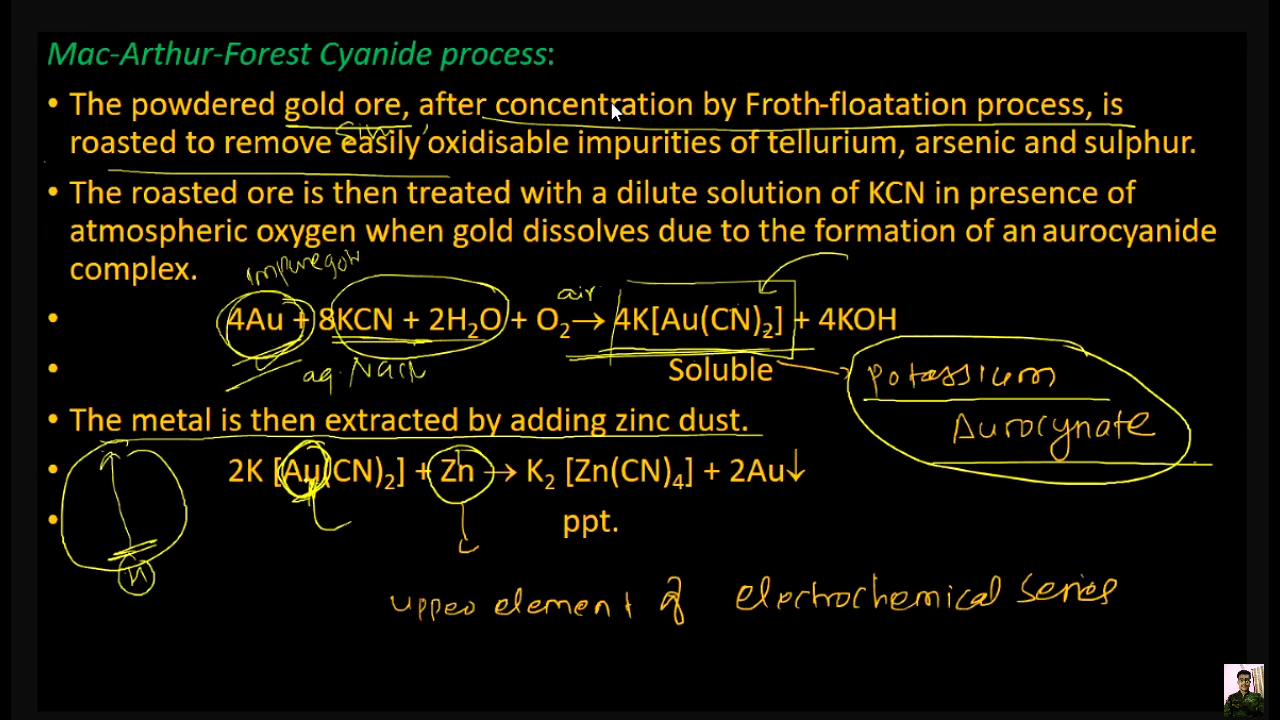 Mac-Arthur-Forest Cyanide process:
• The powdered gold ore, after concentration by Froth-floatation process, is
roasted to remove easily oxidisable impurities of tellurium, arsenic and sulphur.
• The roasted ore is then treated with a dilute solution of KCN in presence of
atmospheric oxygen when gold dissolves due to the formation of an aurocyanide
complex.
impure gold
air
• 4Au + 8KCN + 2H₂O + O₂→ 4K[Au(CN)₂] + 4KOH
• Soluble
aq. NaCN
Potassium
Aurocynate
• The metal is then extracted by adding zinc dust.
• 2K [Au(CN)₂] + Zh → K₂ [Zn(CN)₄] + 2Au↓
• ppt.
upper element of electrochemical series